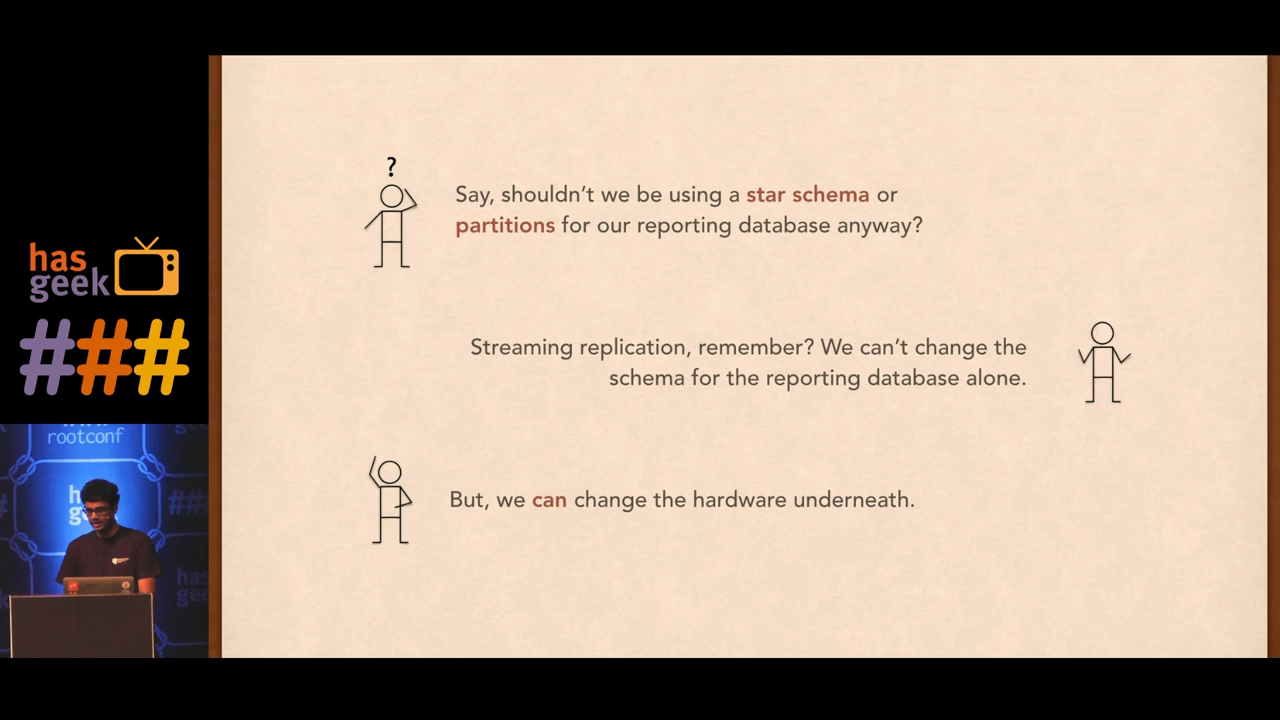 ?
Say, shouldn't we be using a star schema or
partitions for our reporting database anyway?
Streaming replication, remember? We can't change the
schema for the reporting database alone.
But, we can change the hardware underneath.
has
geek
###
rootconf